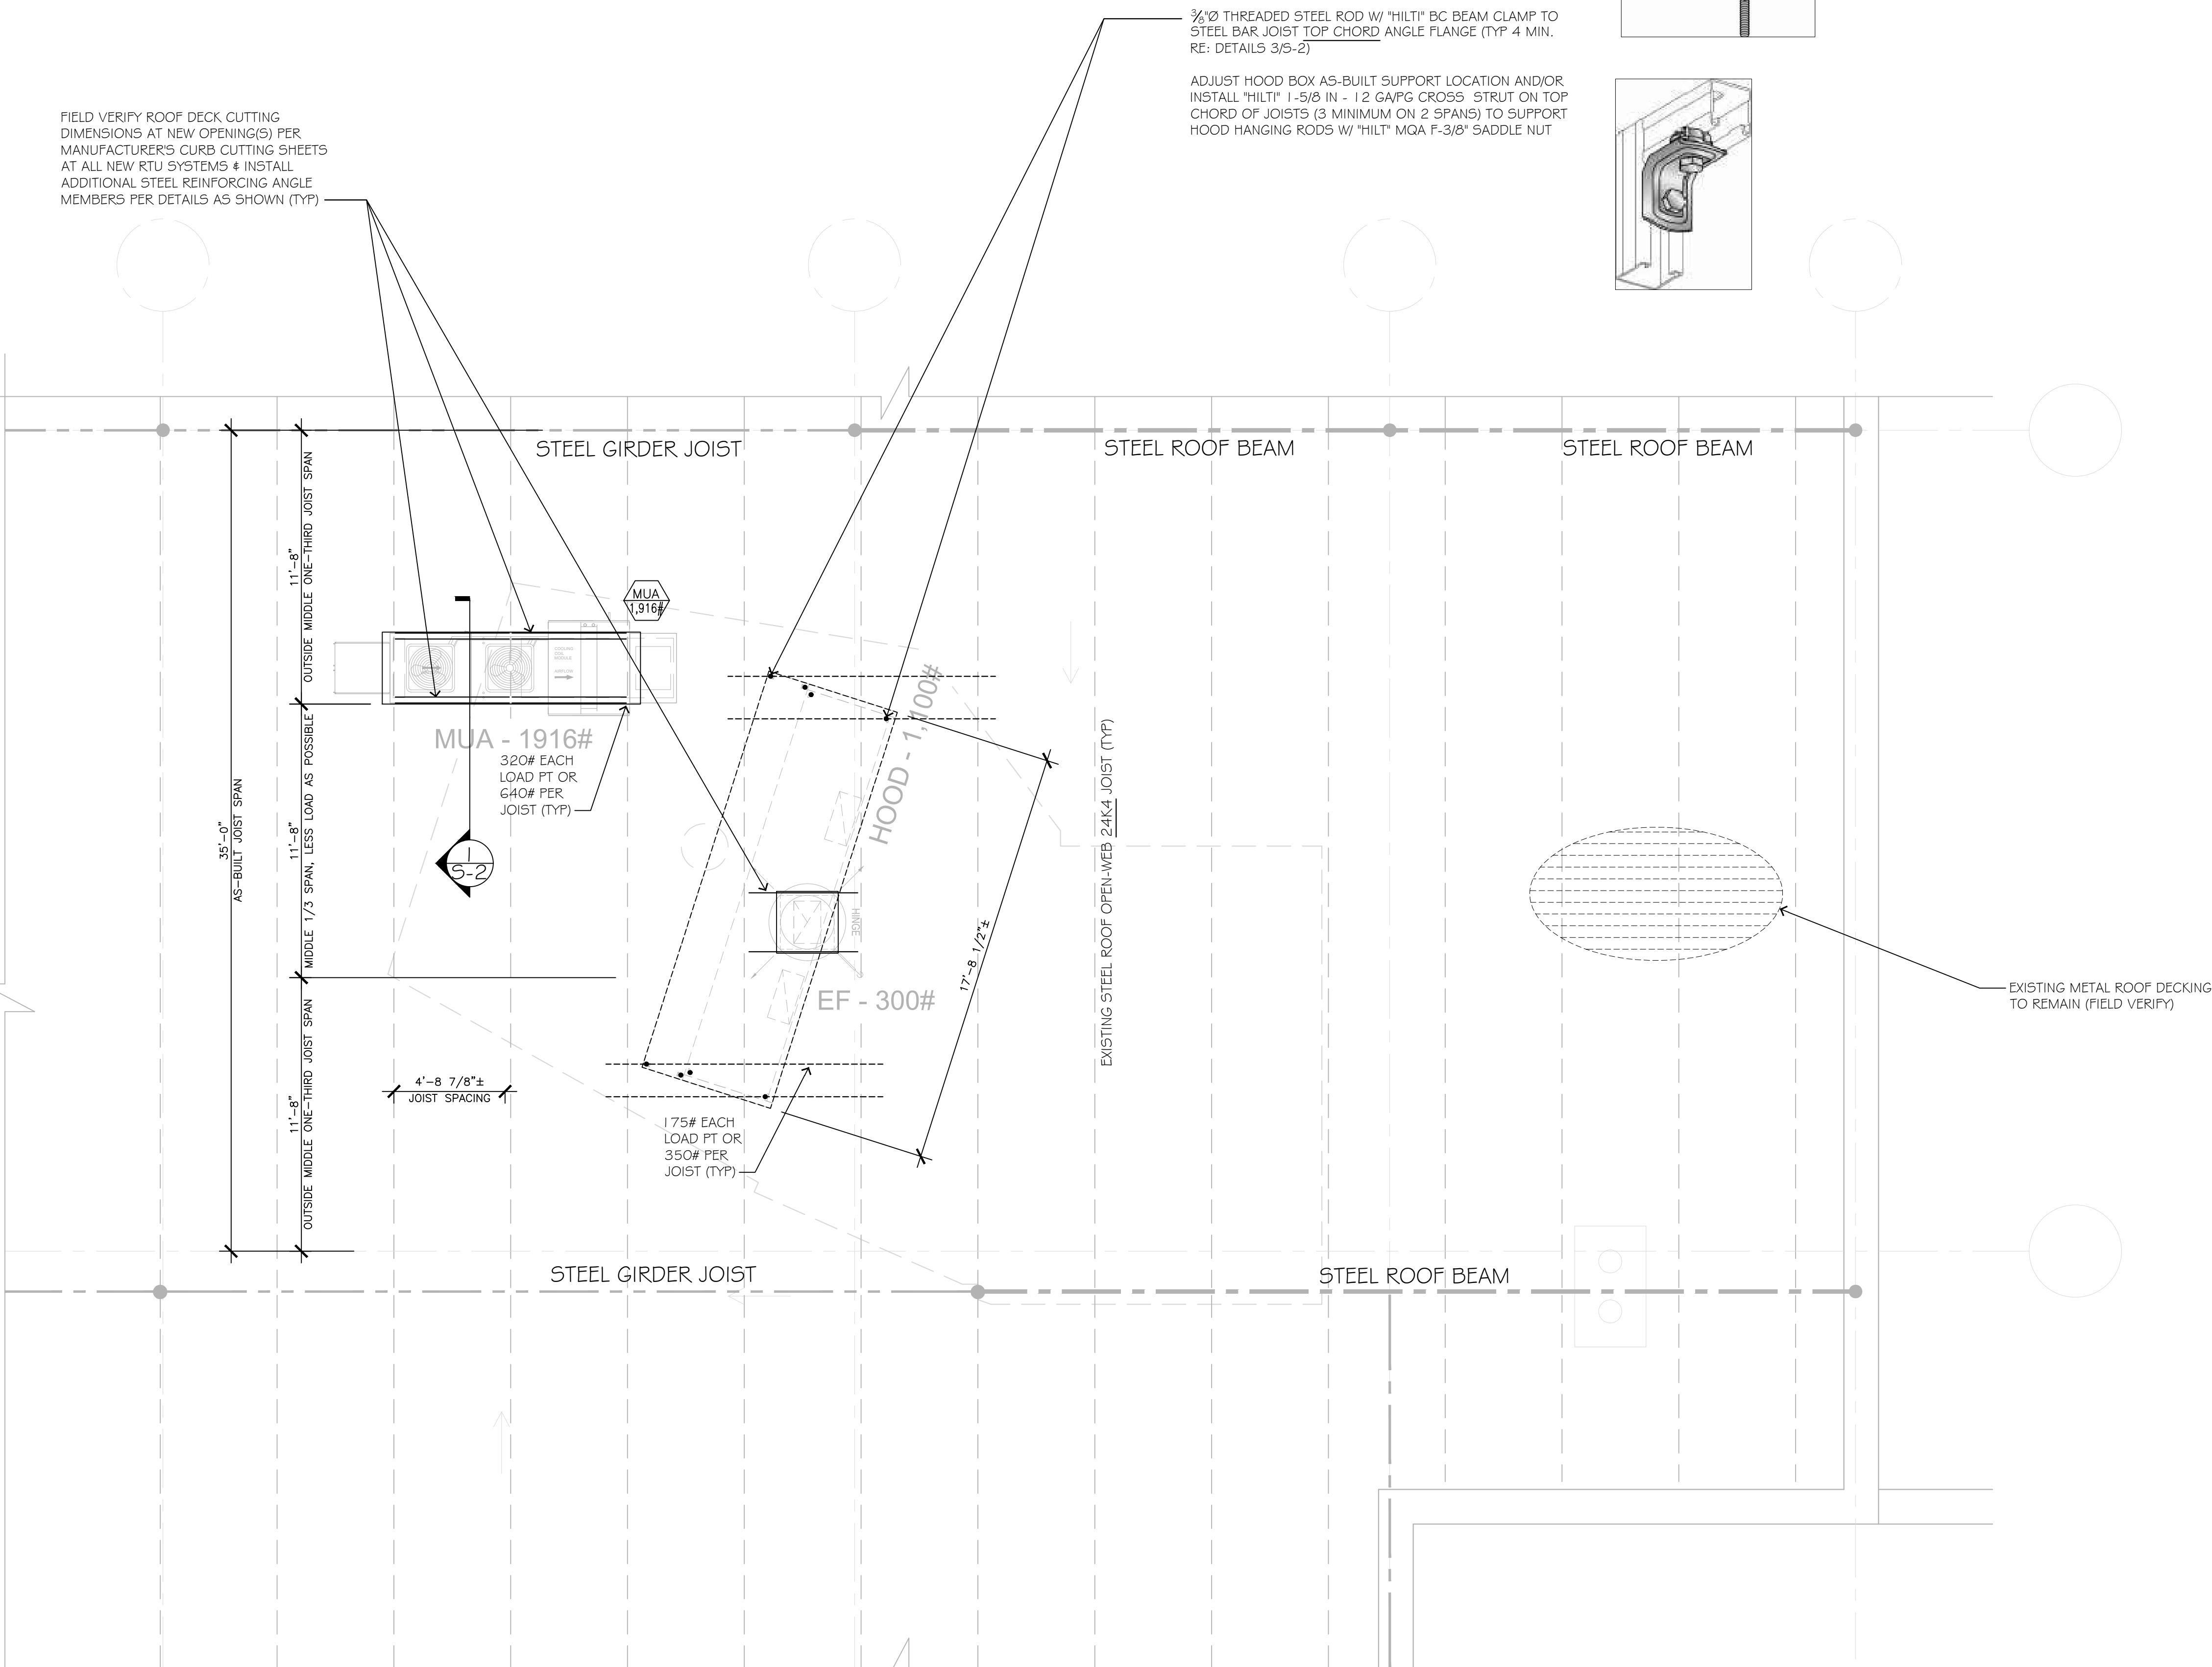 3/8"Ø THREADED STEEL ROD W/ "HILTI" BC BEAM CLAMP TO
STEEL BAR JOIST TOP CHORD ANGLE FLANGE (TYP 4 MIN.
RE: DETAILS 3/S-2)
ADJUST HOOD BOX AS-BUILT SUPPORT LOCATION AND/OR
INSTALL "HILTI" 1-5/8 IN - 12 GA/PG CROSS STRUT ON TOP
CHORD OF JOISTS (3 MINIMUM ON 2 SPANS) TO SUPPORT
HOOD HANGING RODS W/ "HILT" MQA F-3/8" SADDLE NUT
FIELD VERIFY ROOF DECK CUTTING
DIMENSIONS AT NEW OPENING(S) PER
MANUFACTURER'S CURB CUTTING SHEETS
AT ALL NEW RTU SYSTEMS & INSTALL
ADDITIONAL STEEL REINFORCING ANGLE
MEMBERS PER DETAILS AS SHOWN (TYP)
STEEL GIRDER JOIST
STEEL ROOF BEAM
STEEL ROOF BEAM
35'-0"
AS-BUILT JOIST SPAN
11'-8"
OUTSIDE MIDDLE ONE-THIRD JOIST SPAN
11'-8"
MIDDLE 1/3 SPAN, LESS LOAD AS POSSIBLE
11'-8"
OUTSIDE MIDDLE ONE-THIRD JOIST SPAN
MUA
1,916#
COOLING
COIL
MODULE
AIRFLOW
MUA - 1916#
320# EACH
LOAD PT OR
640# PER
JOIST (TYP)
1
S-2
HOOD - 1,100#
HINGE
EF - 300#
17'-8 1/2"±
EXISTING STEEL ROOF OPEN-WEB 24K4 JOIST (TYP)
EXISTING METAL ROOF DECKING
TO REMAIN (FIELD VERIFY)
4'-8 7/8"±
JOIST SPACING
175# EACH
LOAD PT OR
350# PER
JOIST (TYP)
STEEL GIRDER JOIST
STEEL ROOF BEAM